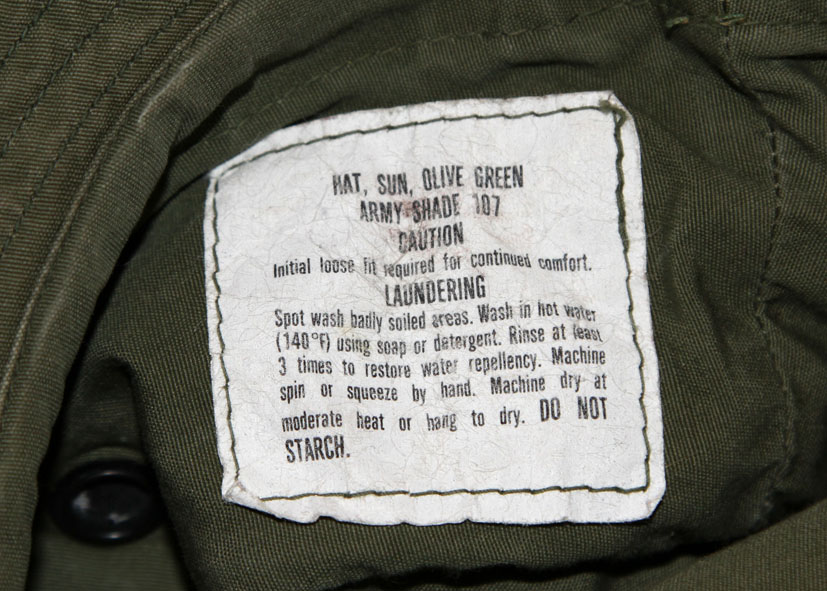 HAT, SUN, OLIVE GREEN
ARMY SHADE 107
CAUTION
Initial loose fit required for continued comfort.
LAUNDERING
Spot wash badly soiled areas. Wash in hot water
(140°F) using soap or detergent. Rinse at least
3 times to restore water repellency. Machine
spin or squeeze by hand. Machine dry at
moderate heat or hang to dry. DO NOT
STARCH.